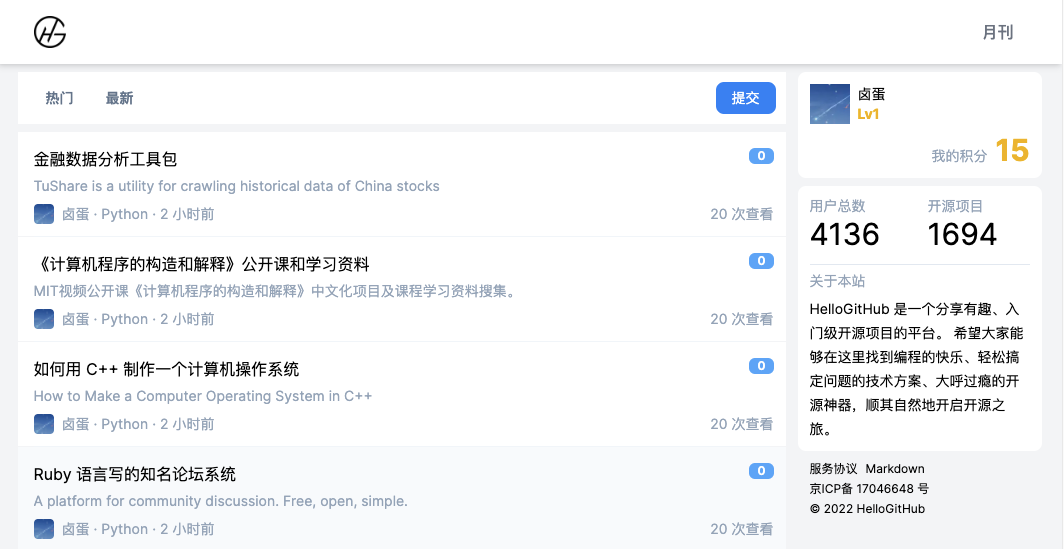 月刊
热门 最新 提交
金融数据分析工具包 0
TuShare is a utility for crawling historical data of China stocks
卤蛋 · Python · 2 小时前 20 次查看
《计算机程序的构造和解释》公开课和学习资料 0
MIT视频公开课《计算机程序的构造和解释》中文化项目及课程学习资料搜集。
卤蛋 · Python · 2 小时前 20 次查看
如何用 C++ 制作一个计算机操作系统 0
How to Make a Computer Operating System in C++
卤蛋 · Python · 2 小时前 20 次查看
Ruby 语言写的知名论坛系统 0
A platform for community discussion. Free, open, simple.
卤蛋 · Python · 2 小时前 20 次查看
卤蛋
Lv1
我的积分 15
用户总数 开源项目
4136 1694
关于本站
HelloGitHub 是一个分享有趣、入
门级开源项目的平台。 希望大家能
够在这里找到编程的快乐、轻松搞
定问题的技术方案、大呼过瘾的开
源神器，顺其自然地开启开源之
旅。
服务协议 Markdown
京ICP备 17046648 号
© 2022 HelloGitHub